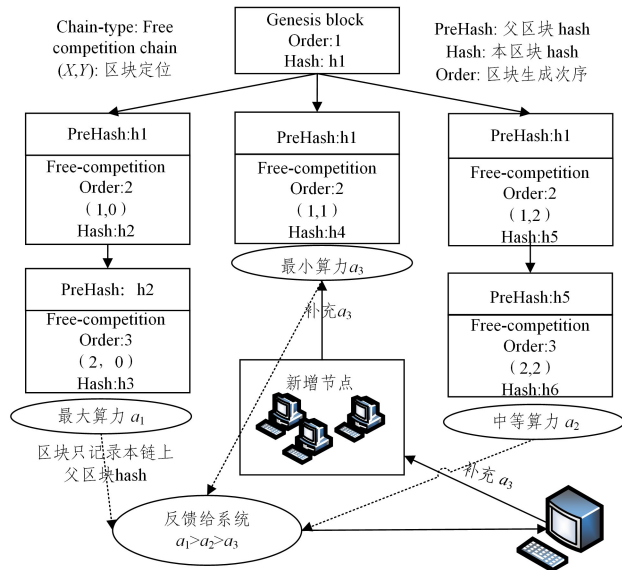 Chain-type: Free
competition chain
(X,Y): 区块定位
Genesis block
Order:1
Hash: h1
PreHash: 父区块 hash
Hash: 本区块 hash
Order: 区块生成次序
PreHash:h1
Free-competition
Order:2
(1,0)
Hash:h2
PreHash:h1
Free-competition
Order:2
(1,1)
Hash:h4
PreHash:h1
Free-competition
Order:2
(1,2)
Hash:h5
最小算力a3
补充a3
PreHash: h2
Free-competition
Order:3
(2, 0)
Hash:h3
PreHash:h5
Free-competition
Order:3
(2,2)
Hash:h6
新增节点
最大算力 a1
中等算力 a2
区块只记录本链上
父区块hash
补充 a3
反馈给系统
a1>a2>a3